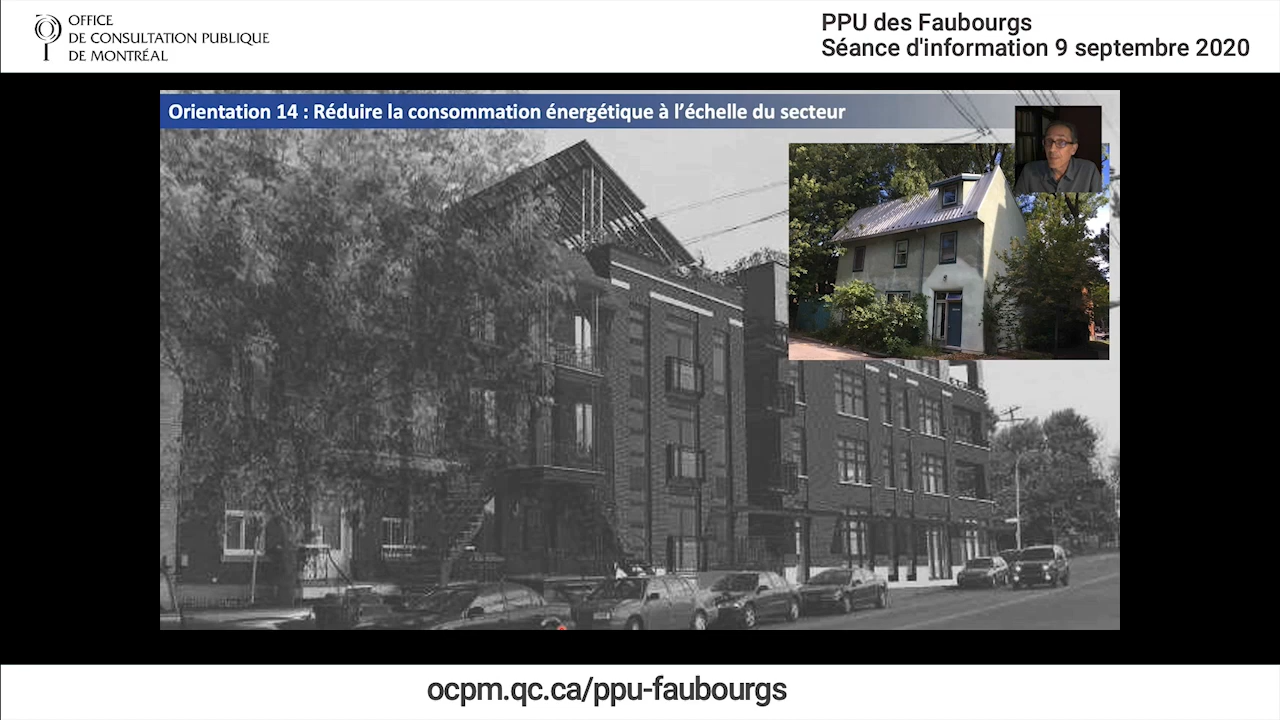 OFFICE
DE CONSULTATION PUBLIQUE
DE MONTRÉAL
PPU des Faubourgs
Séance d'information 9 septembre 2020
Orientation 14 : Réduire la consommation énergétique à l’échelle du secteur
ocpm.qc.ca/ppu-faubourgs